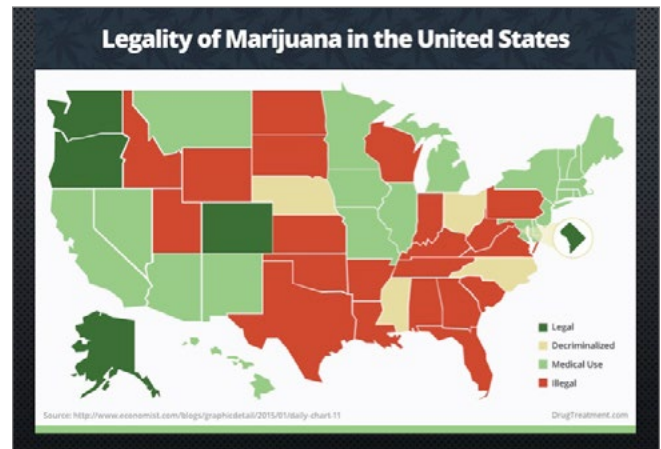 Legality of Marijuana in the United States
Legal
Decriminalized
Medical Use
Illegal
Source: http://www.economist.com/blogs/graphicdetail/2015/01/daily-chart-11
DrugTreatment.com